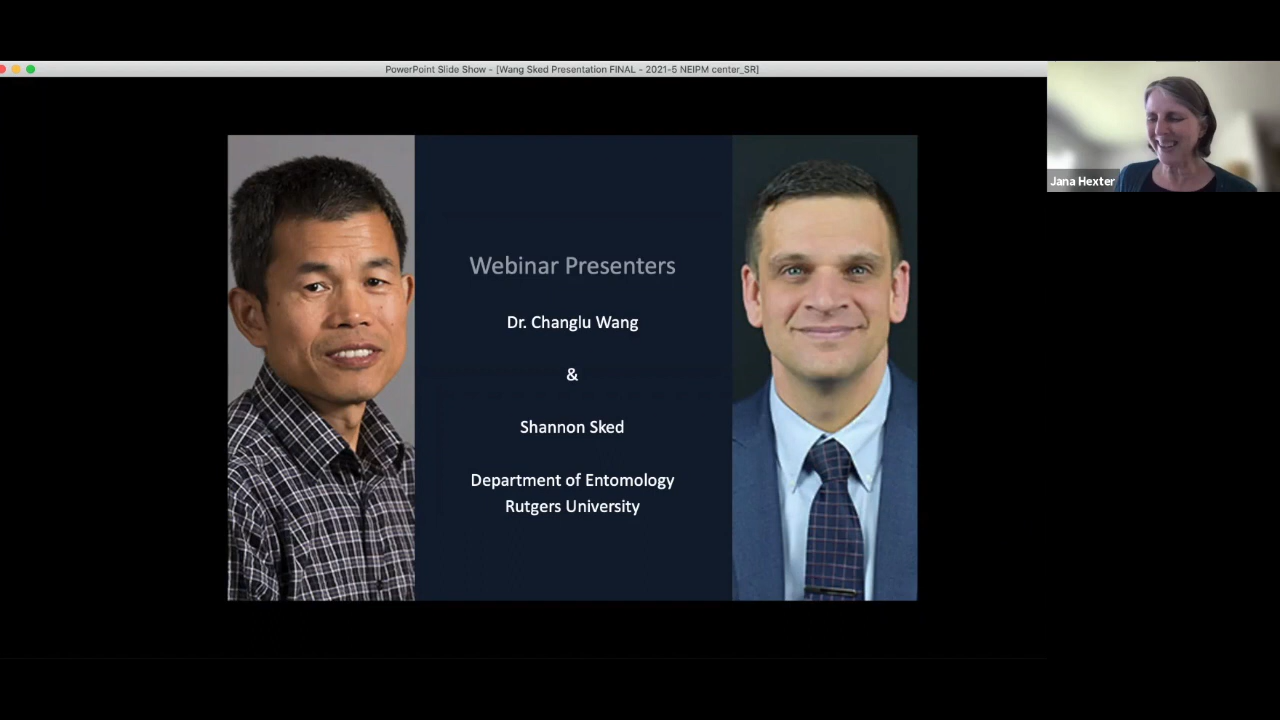 PowerPoint Slide Show - [Wang Sked Presentation FINAL - 2021-5 NEIPM center_SR]
Jana Hexter
Webinar Presenters
Dr. Changlu Wang
&
Shannon Sked
Department of Entomology
Rutgers University